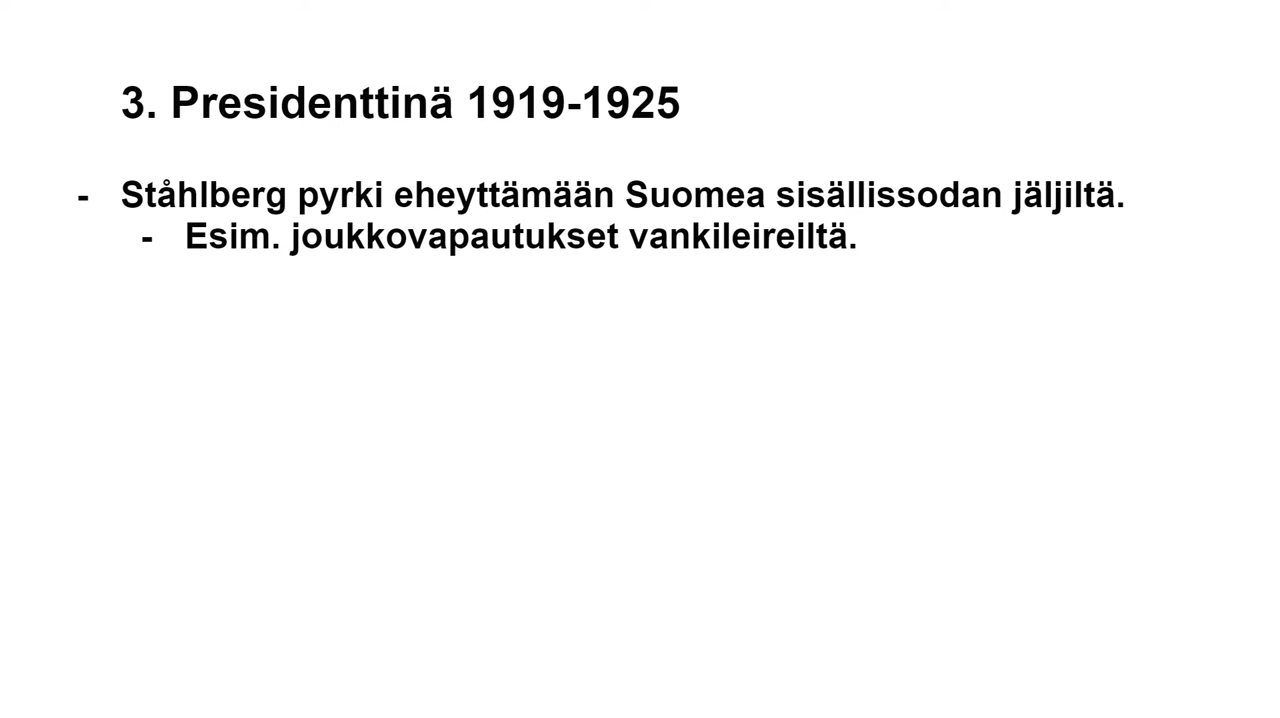 3. Presidenttinä 1919-1925
- Ståhlberg pyrki eheyttämään Suomea sisällissodan jäljiltä.
- Esim. joukkovapautukset vankileireiltä.